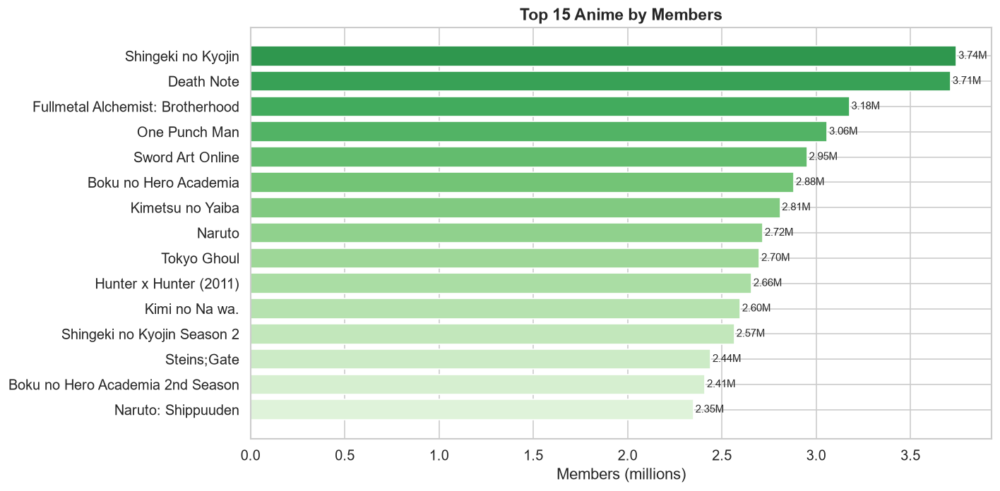 Top 15 Anime by Members
Shingeki no Kyojin 3.74M
Death Note 3.71M
Fullmetal Alchemist: Brotherhood 3.18M
One Punch Man 3.06M
Sword Art Online 2.95M
Boku no Hero Academia 2.88M
Kimetsu no Yaiba 2.81M
Naruto 2.72M
Tokyo Ghoul 2.70M
Hunter x Hunter (2011) 2.66M
Kimi no Na wa. 2.60M
Shingeki no Kyojin Season 2 2.57M
Steins;Gate 2.44M
Boku no Hero Academia 2nd Season 2.41M
Naruto: Shippuuden 2.35M
0.0 0.5 1.0 1.5 2.0 2.5 3.0 3.5
Members (millions)